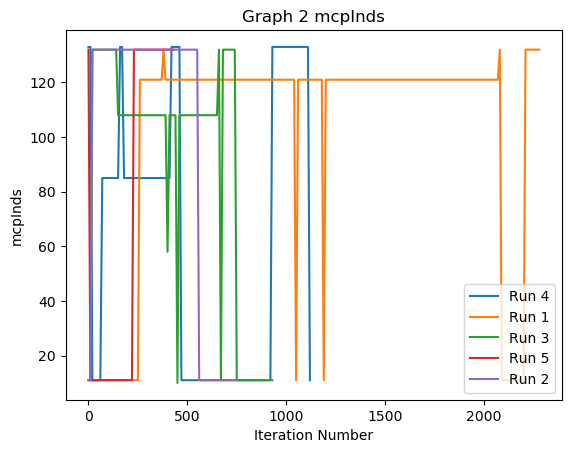 Graph 2 mcpInds
mcpInds
120
100
80
60
40
20
0
500
1000
1500
2000
Iteration Number
Run 4
Run 1
Run 3
Run 5
Run 2